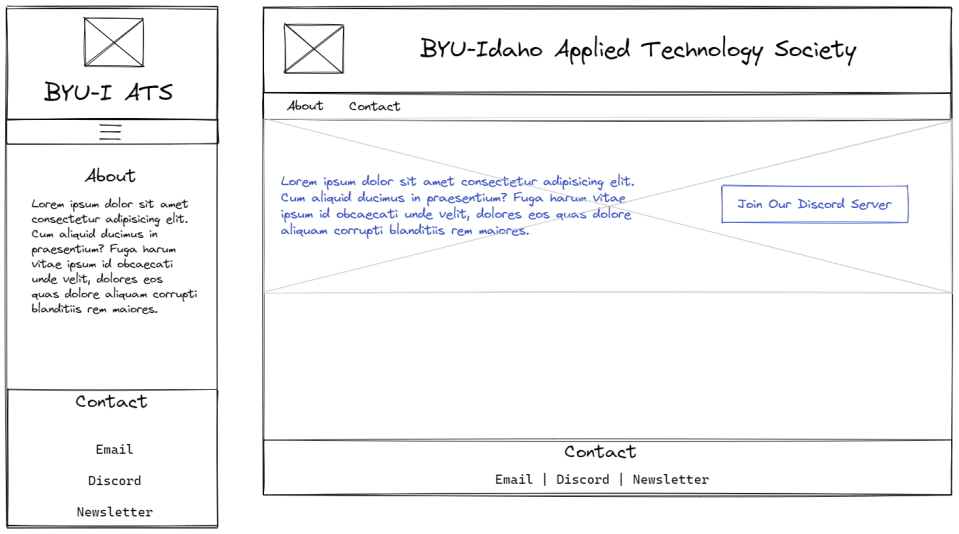 BYU-I ATS
About
Lorem ipsum dolor sit amet
consectetur adipisicing elit.
Cum aliquid ducimus in
praesentium? Fuga harum
vitae ipsum id obcaecati
unde velit, dolores eos
quas dolore aliquam corrupti
blanditiis rem maiores.
Contact
Email
Discord
Newsletter
BYU-Idaho Applied Technology Society
About Contact
Lorem ipsum dolor sit amet consectetur adipisicing elit.
Cum aliquid ducimus in praesentium? Fuga harum vitae
ipsum id obcaecati unde velit, dolores eos quas dolore
aliquam corrupti blanditiis rem maiores.
Join Our Discord Server
Contact
Email | Discord | Newsletter